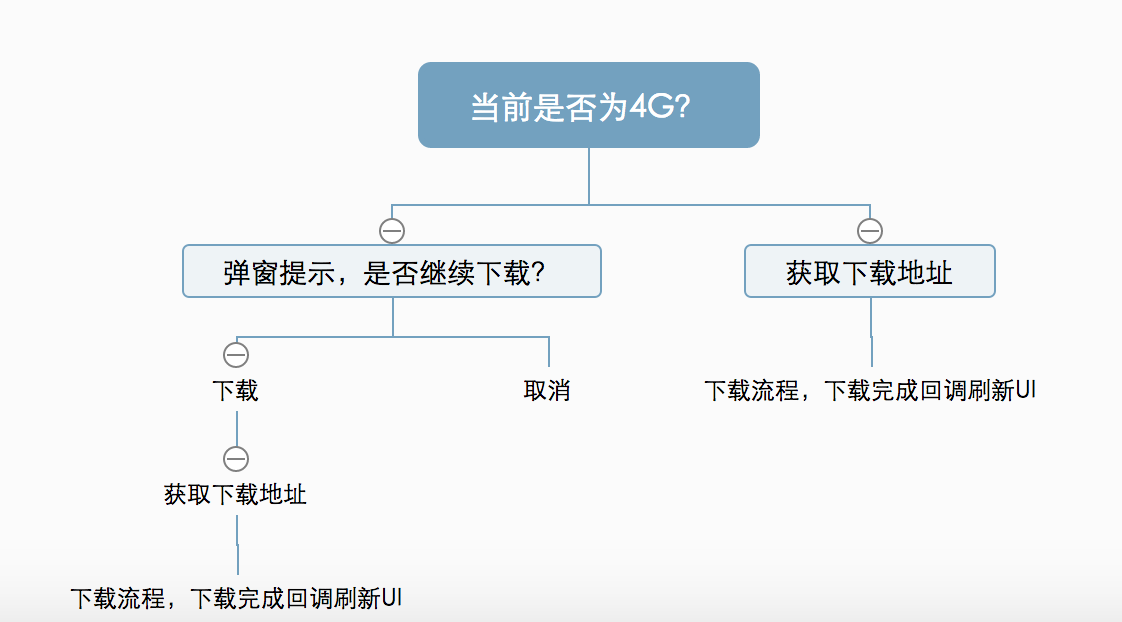 当前是否为4G?
弹窗提示，是否继续下载?
获取下载地址
下载
取消
下载流程，下载完成回调刷新UI
获取下载地址
下载流程，下载完成回调刷新UI